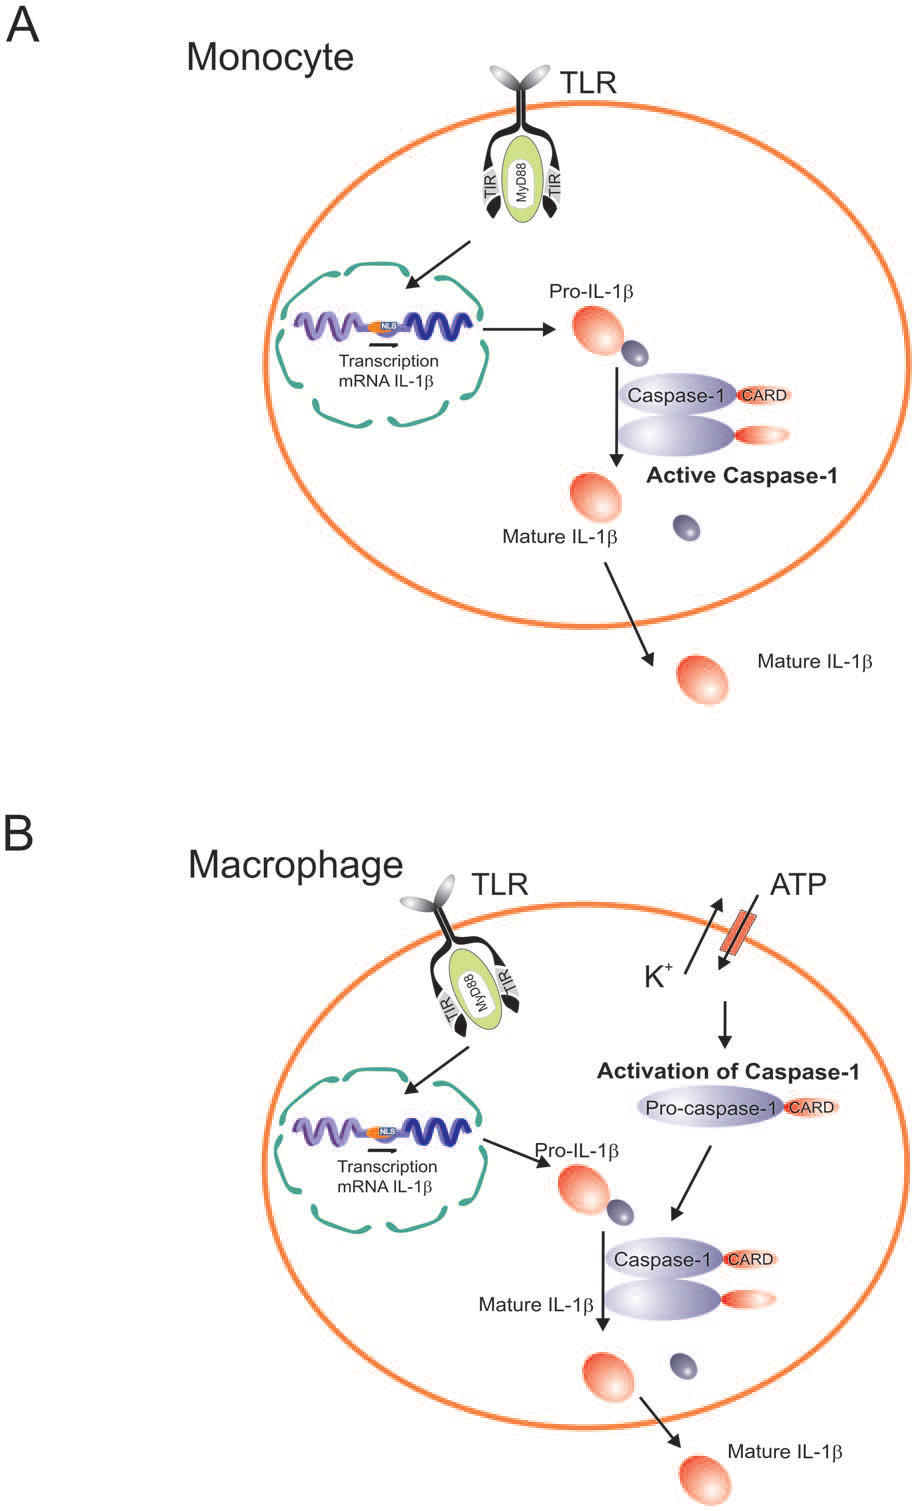 A
Monocyte
TLR
TIR
MyD88
TIR
Pro-IL-1β
NLS
Transcription
mRNA IL-1β
Caspase-1
CARD
Active Caspase-1
Mature IL-1β
Mature IL-1β
B
Macrophage
TLR
ATP
K+
TIR
MyD88
TIR
Activation of Caspase-1
Pro-caspase-1
CARD
NLS
Transcription
mRNA IL-1β
Pro-IL-1β
Caspase-1
CARD
Mature IL-1β
Mature IL-1β